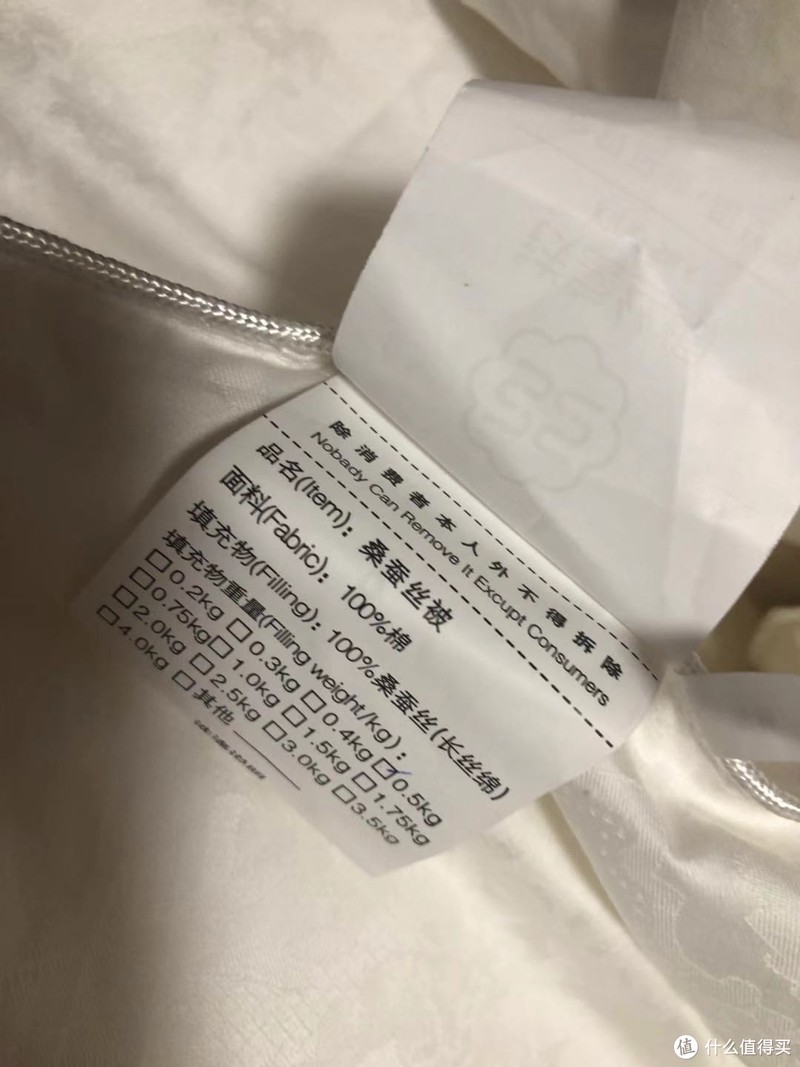 除消费者本人外不得拆除
Nobady Can Remove It Excupt Consumers
品名(Item)：桑蚕丝被
面料(Fabric)：100%棉
填充物(Filling)：100%桑蚕丝(长丝绵)
填充物重量(Filling weight/kg)：
□0.2kg □0.3kg □0.4kg ☑0.5kg
□0.75kg □1.0kg □1.5kg □1.75kg
□2.0kg □2.5kg □3.0kg □3.5kg
□4.0kg □其他
值 什么值得买